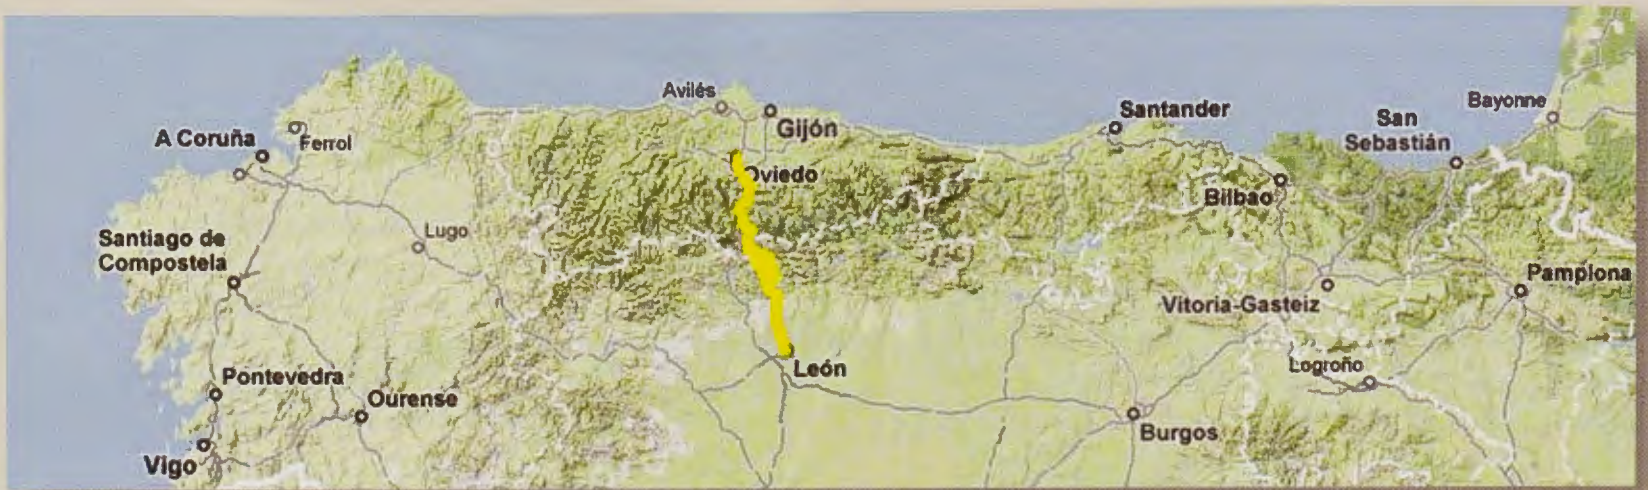 Avilés
Gijón
Santander
Bayonne
San
Sebastián
A Coruña
Ferrol
Oviedo
Bilbao
Lugo
Santiago de
Compostela
Pamplona
Vitoria-Gasteiz
León
Logroño
Pontevedra
Ourense
Burgos
Vigo